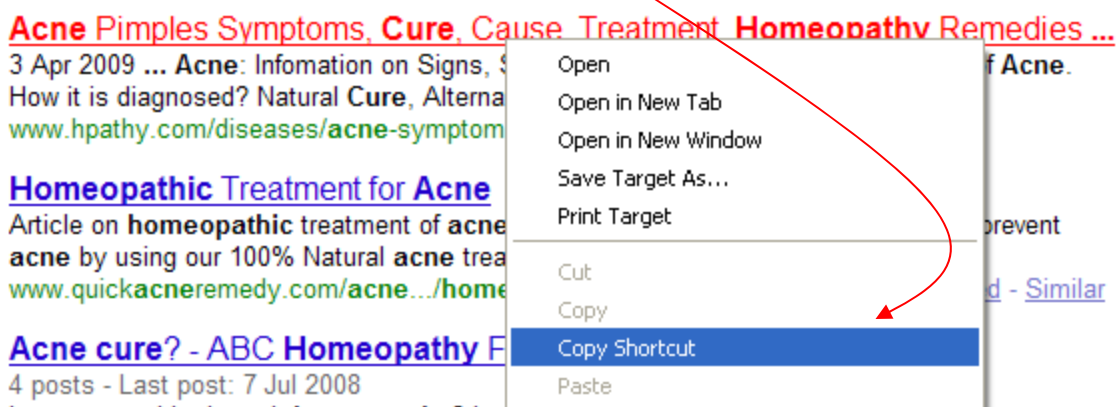 Acne Pimples Symptoms, Cure, Cause, Treatment, Homeopathy Remedies ...
3 Apr 2009 ... Acne: Infomation on Signs, f Acne.
How it is diagnosed? Natural Cure, Alterna
www.hpathy.com/diseases/acne-symptom
Homeopathic Treatment for Acne
Article on homeopathic treatment of acne prevent
acne by using our 100% Natural acne trea
www.quickacneremedy.com/acne.../home d - Similar
Acne cure? - ABC Homeopathy F
4 posts - Last post: 7 Jul 2008
Open
Open in New Tab
Open in New Window
Save Target As...
Print Target
Cut
Copy
Copy Shortcut
Paste